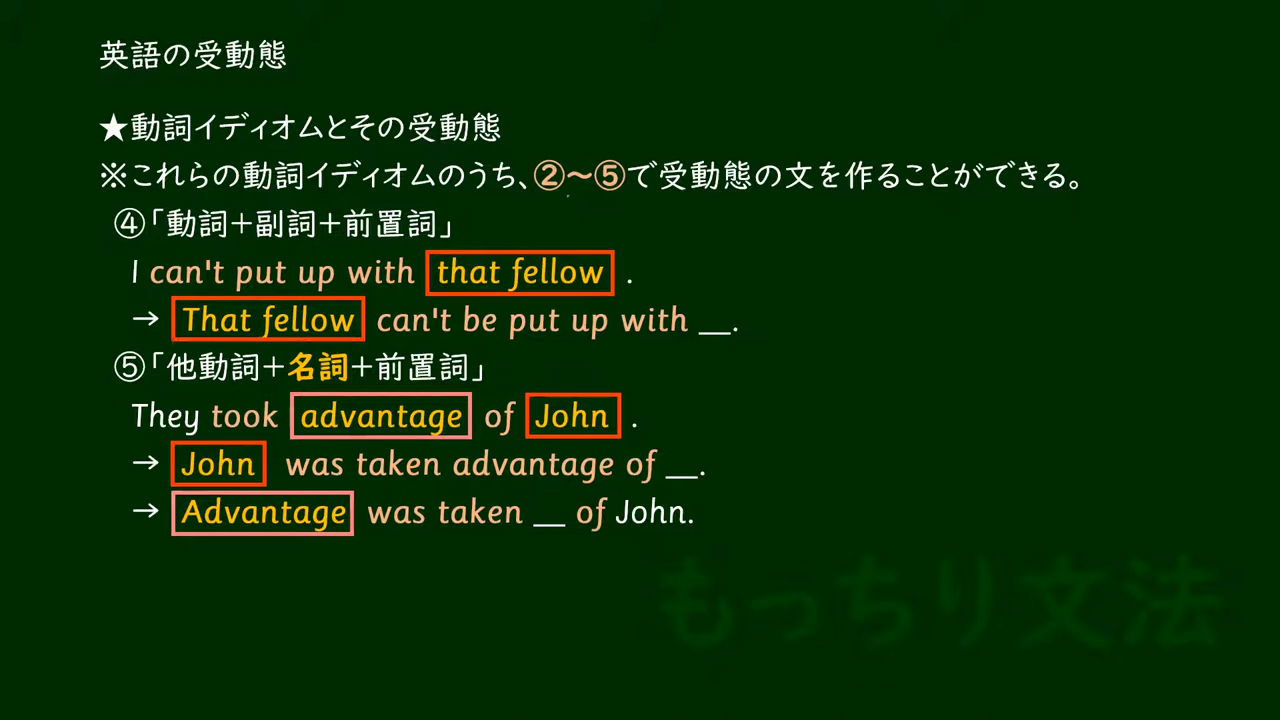 英語の受動態
★動詞イディオムとその受動態
※これらの動詞イディオムのうち、②～⑤で受動態の文を作ることができる。
④「動詞＋副詞＋前置詞」
I can't put up with that fellow .
→ That fellow can't be put up with __.
⑤「他動詞＋名詞＋前置詞」
They took advantage of John .
→ John was taken advantage of __.
→ Advantage was taken __ of John.
もっちり文法